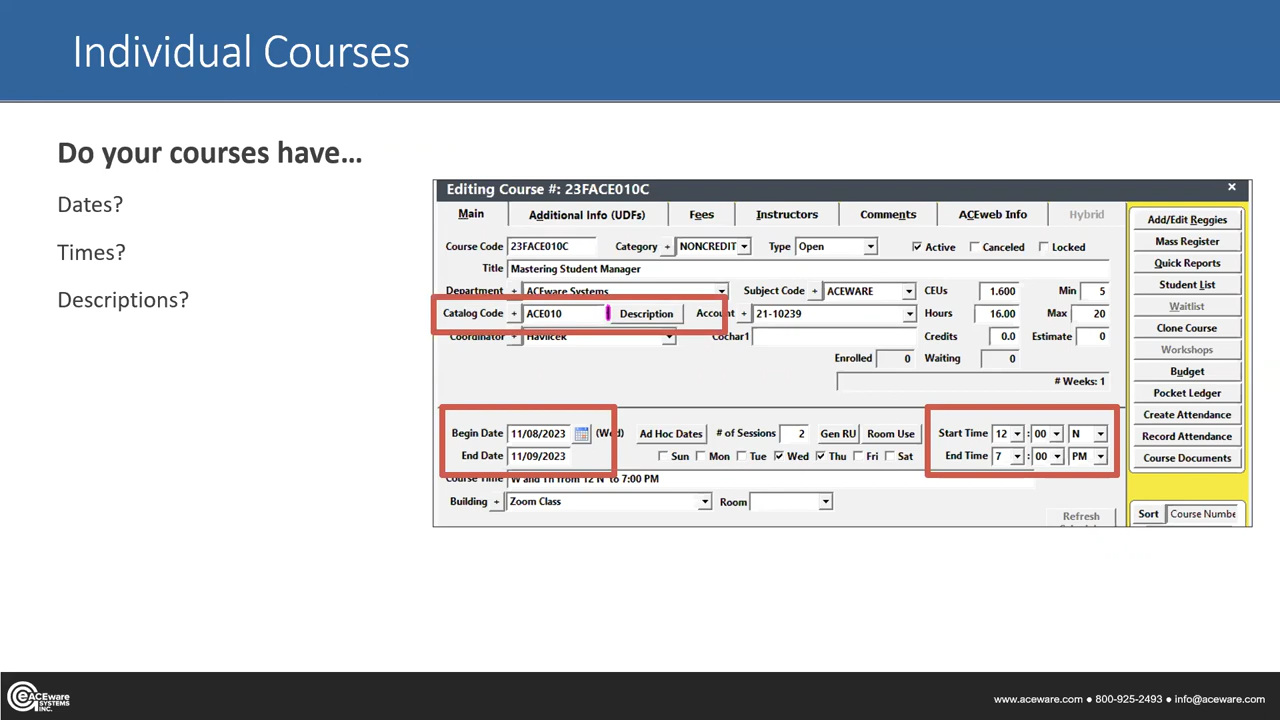 Individual Courses
Do your courses have...
Dates?
Times?
Descriptions?
Editing Course #: 23FACE010C
Main Additional Info (UDFs) Fees Instructors Comments ACEweb Info Hybrid
Course Code 23FACE010C Category + NONCREDIT Type Open Active Canceled Locked
Title Mastering Student Manager
Department + ACEware Systems Subject Code + ACEWARE CEUs 1.600 Min 5
Catalog Code + ACE010 Description Account + 21-10239 Hours 16.00 Max 20
Coordinator + Havlicek Cochar1 Credits 0.0 Estimate 0
Enrolled 0 Waiting 0
# Weeks: 1
Begin Date 11/08/2023 (Wed) Ad Hoc Dates # of Sessions 2 Gen RU Room Use Start Time 12 : 00 N
End Date 11/09/2023 Sun Mon Tue Wed Thu Fri Sat End Time 7 : 00 PM
Course Time W and Th from 12 N to 7:00 PM
Building + Zoom Class Room
Refresh
Add/Edit Reggies
Mass Register
Quick Reports
Student List
Waitlist
Clone Course
Workshops
Budget
Pocket Ledger
Create Attendance
Record Attendance
Course Documents
Sort Course Numbe
ACEware
SYSTEMS
INC.
www.aceware.com ● 800-925-2493 ● info@aceware.com